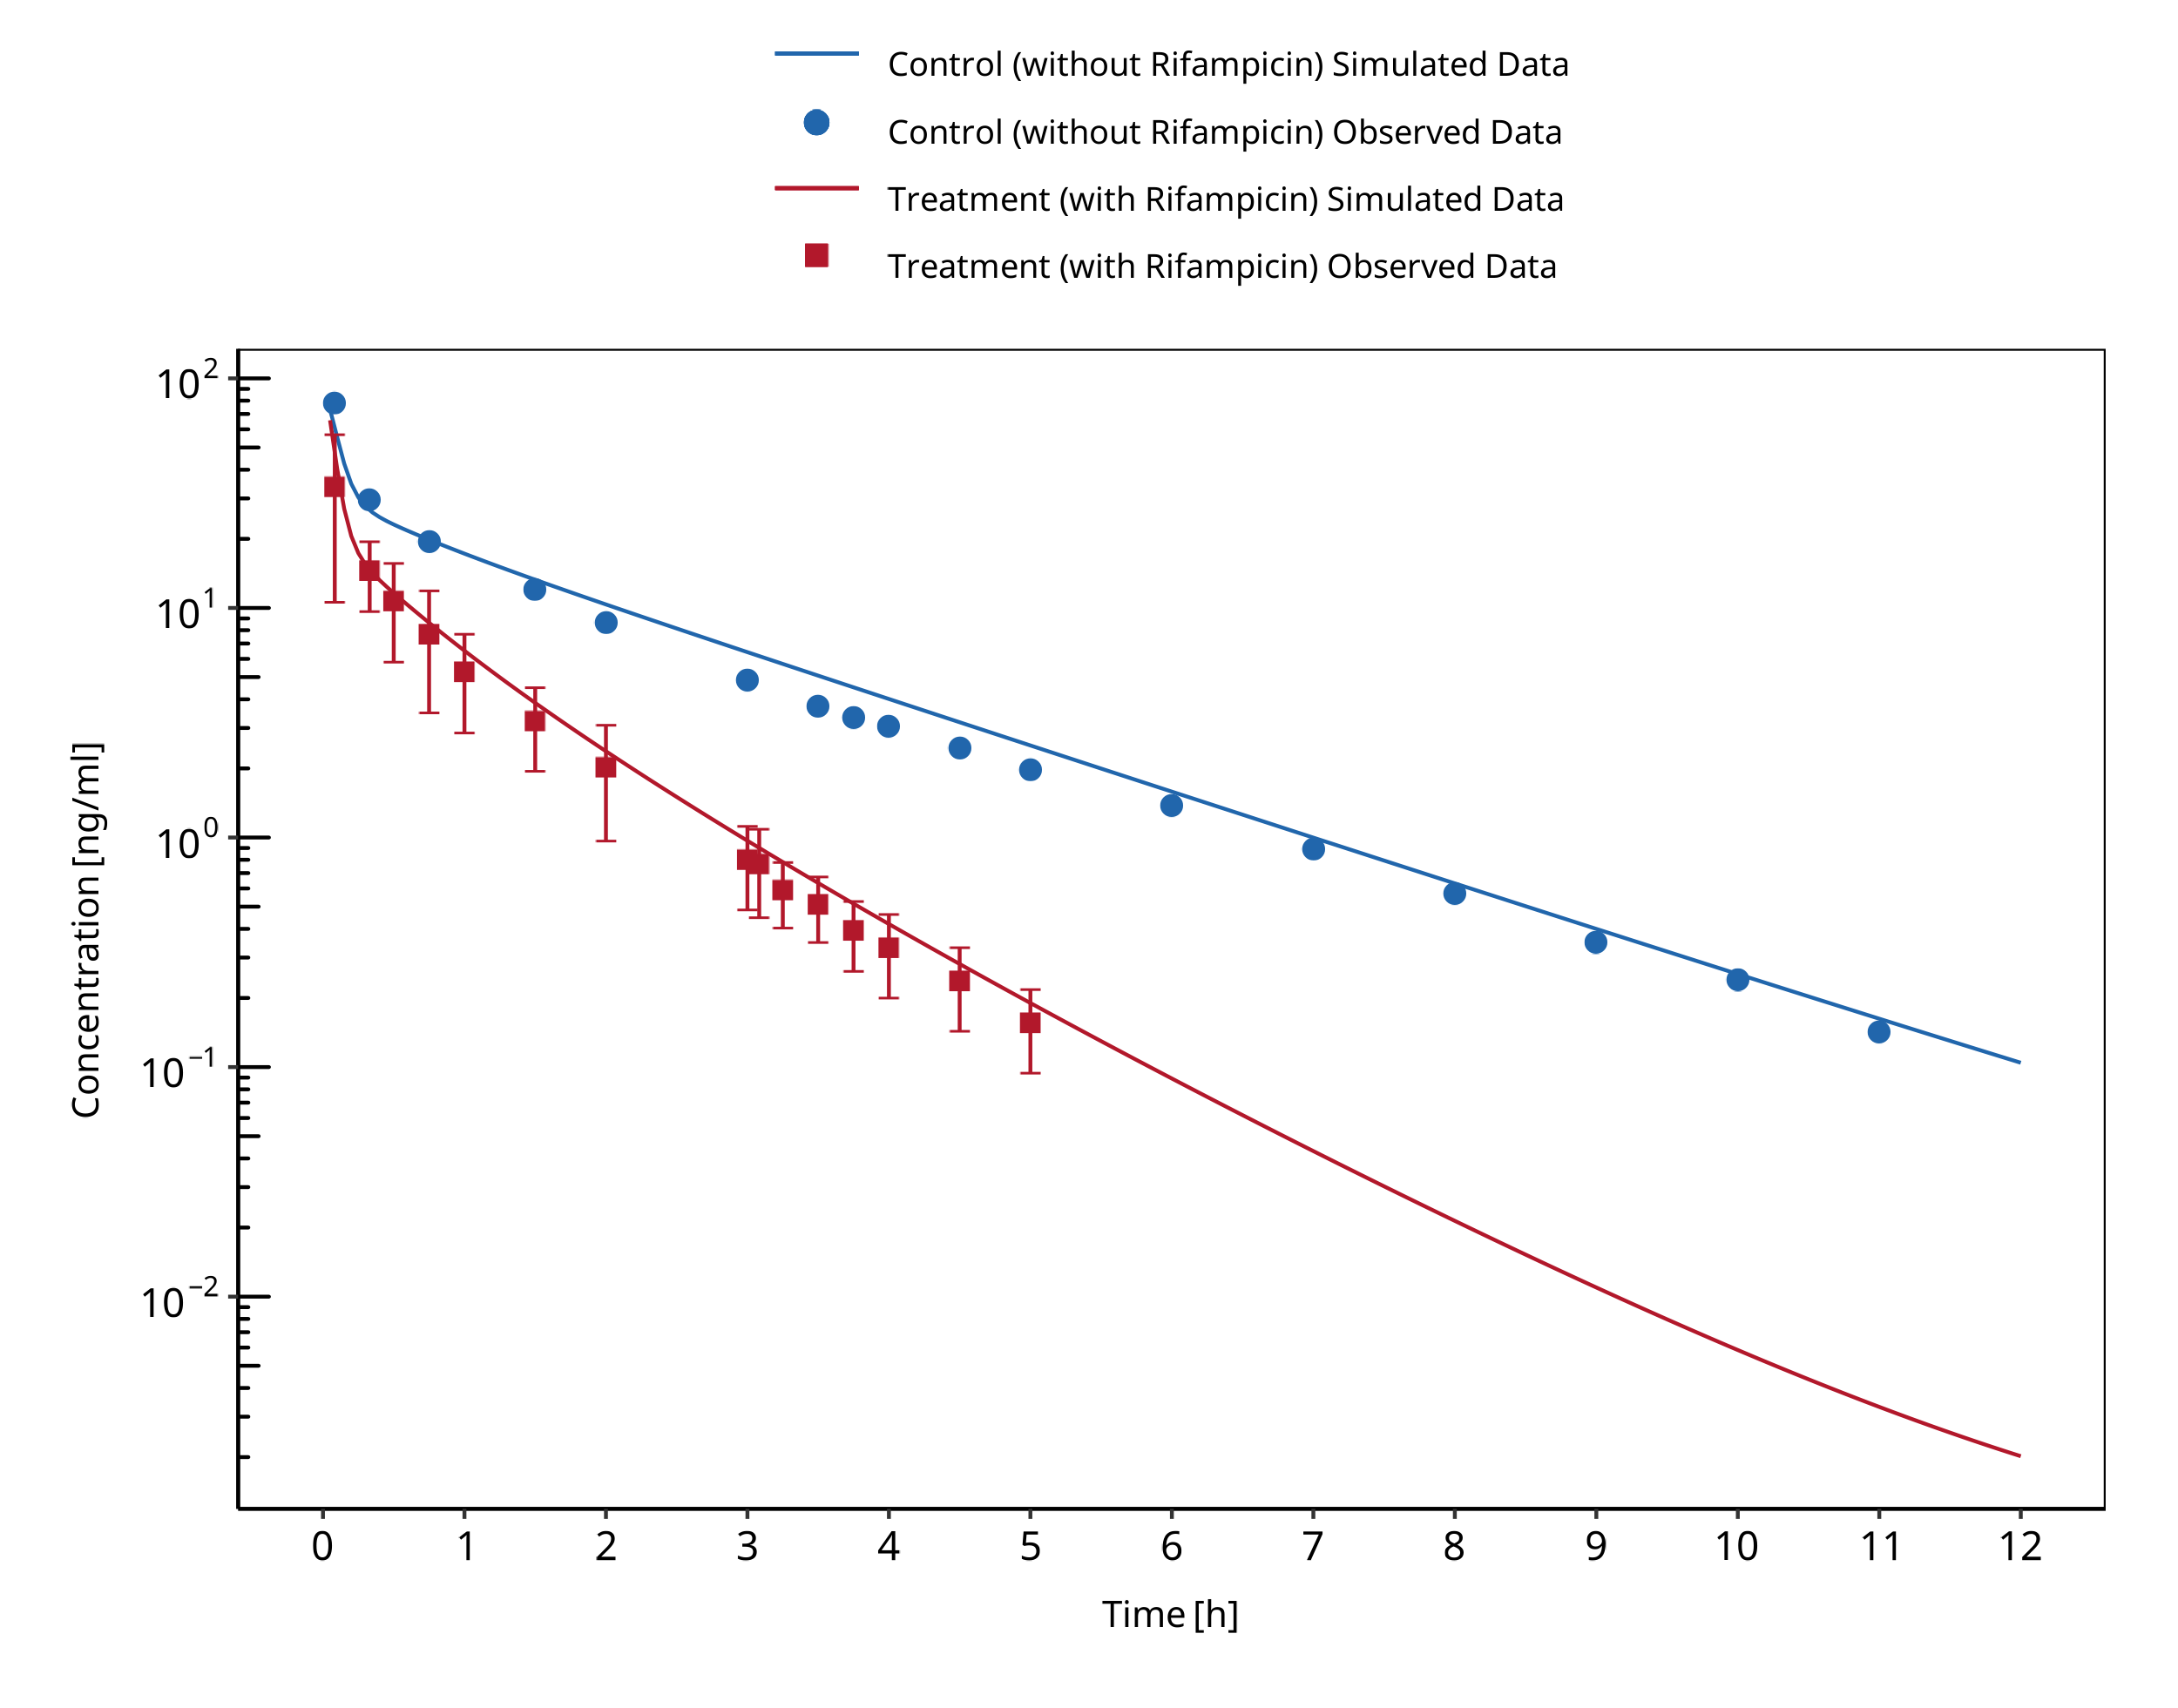 Control (without Rifampicin) Simulated Data
Control (without Rifampicin) Observed Data
Treatment (with Rifampicin) Simulated Data
Treatment (with Rifampicin) Observed Data
10²
10¹
10⁰
10⁻¹
10⁻²
Concentration [ng/ml]
0 1 2 3 4 5 6 7 8 9 10 11 12
Time [h]